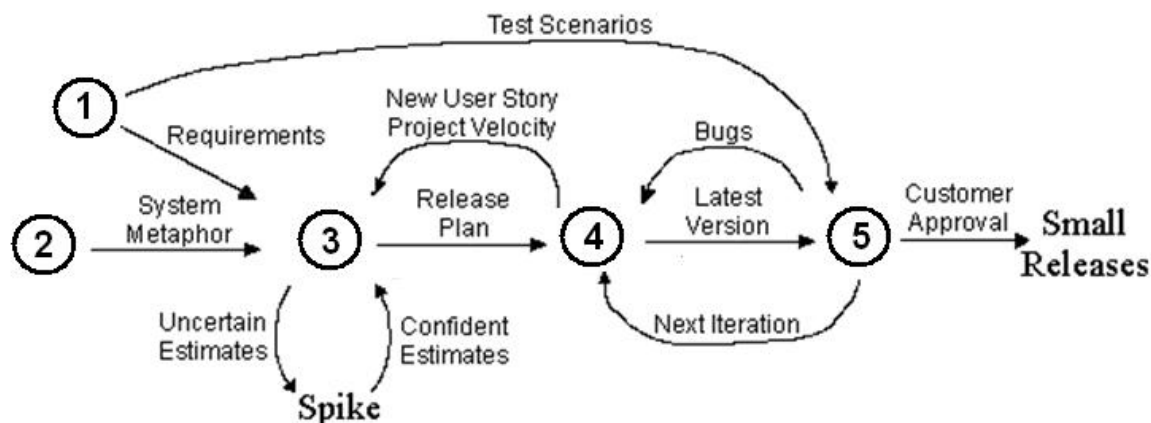 Test Scenarios
1
New User Story
Project Velocity
Requirements
Bugs
System
Metaphor
2
3
Release
Plan
4
Latest
Version
5
Customer
Approval
Small
Releases
Uncertain
Estimates
Confident
Estimates
Next Iteration
Spike